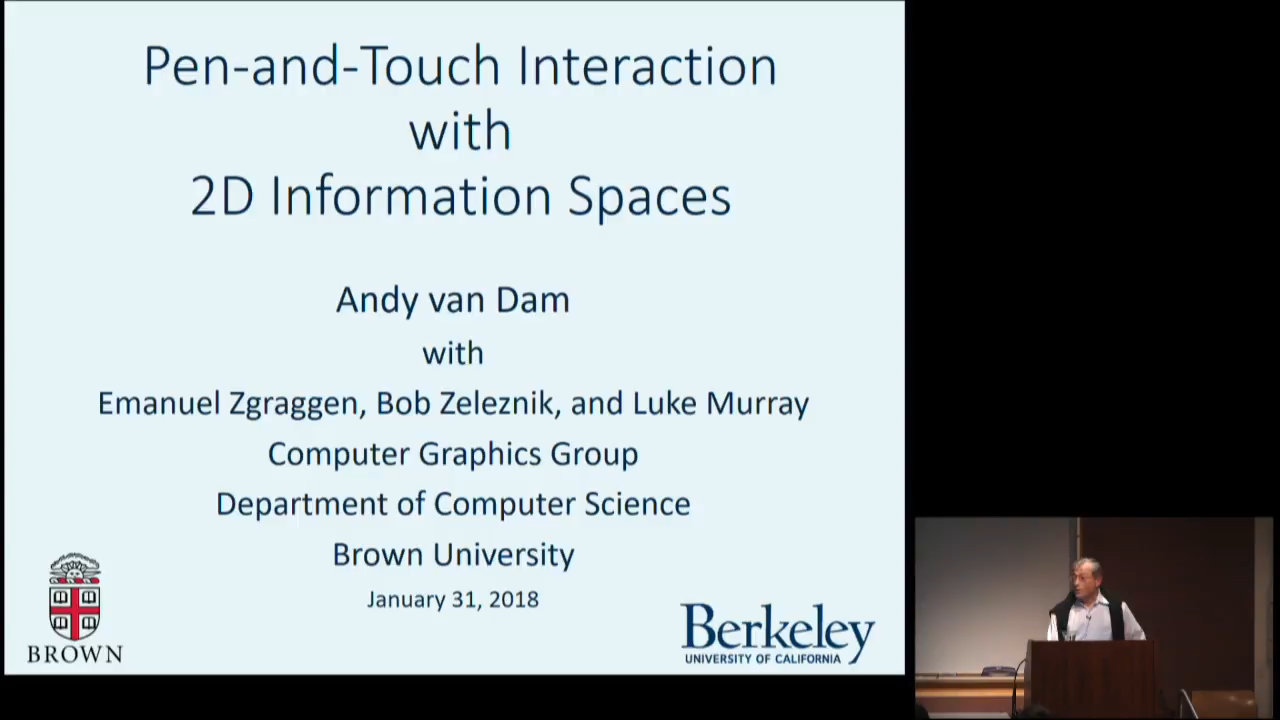 Pen-and-Touch Interaction
with
2D Information Spaces
Andy van Dam
with
Emanuel Zgraggen, Bob Zeleznik, and Luke Murray
Computer Graphics Group
Department of Computer Science
Brown University
January 31, 2018
BROWN
Berkeley
UNIVERSITY OF CALIFORNIA